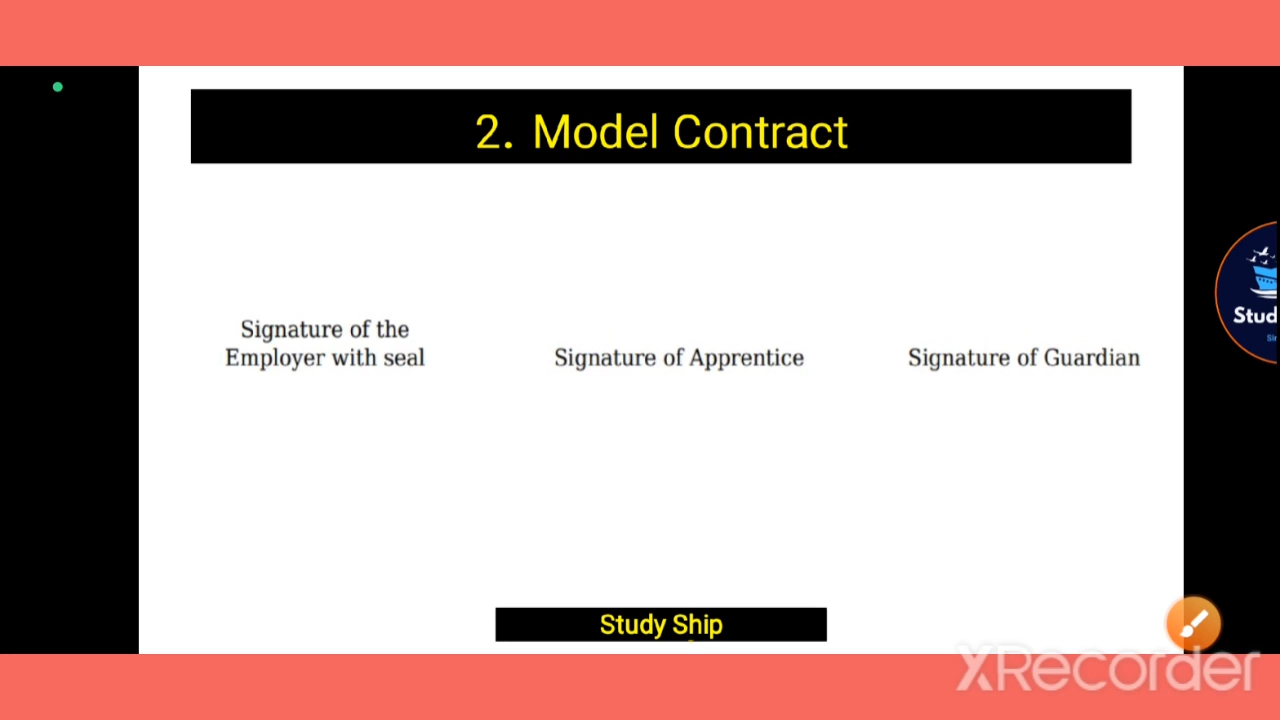 2. Model Contract
Signature of the
Employer with seal
Signature of Apprentice
Signature of Guardian
Stud
Study Ship
XRecorder